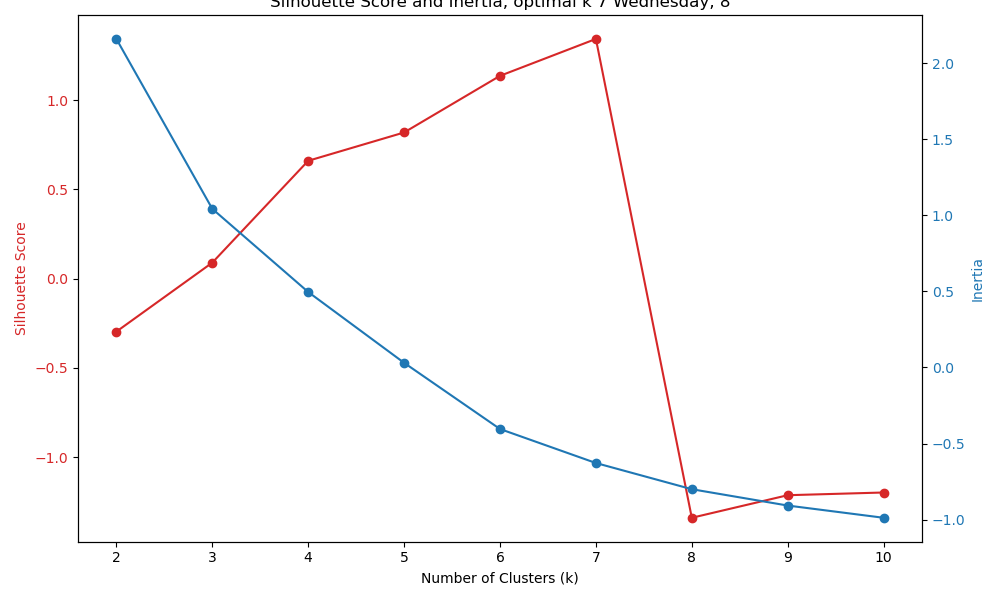 Silhouette Score and Inertia, optimal k 7 Wednesday, 8
1.0
0.5
0.0
−0.5
−1.0
Silhouette Score
2.0
1.5
1.0
0.5
0.0
−0.5
−1.0
Inertia
2 3 4 5 6 7 8 9 10
Number of Clusters (k)